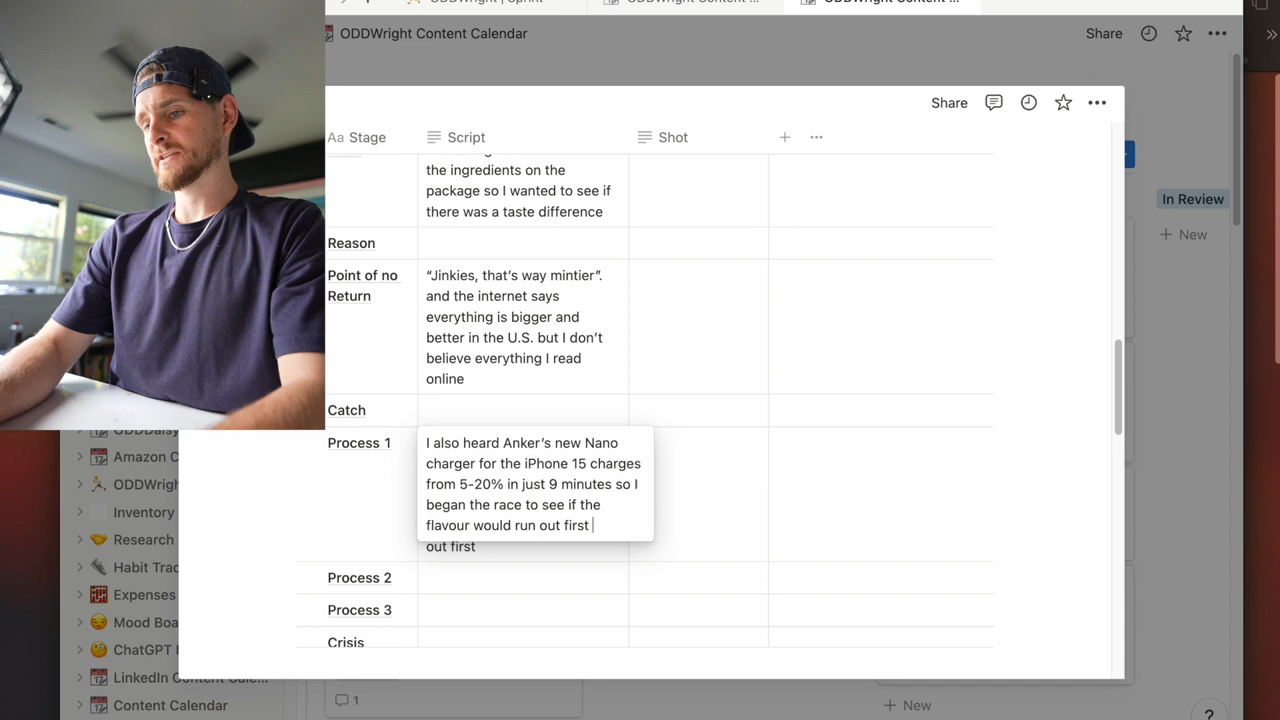 ODDWright Content Calendar
Share
Share
Aa Stage
Script
Shot
the ingredients on the
package so I wanted to see if
there was a taste difference
Reason
Point of no
Return
“Jinkies, that’s way mintier”.
and the internet says
everything is bigger and
better in the U.S. but I don’t
believe everything I read
online
Catch
Process 1
I also heard Anker’s new Nano
charger for the iPhone 15 charges
from 5-20% in just 9 minutes so I
began the race to see if the
flavour would run out first
out first
Process 2
Process 3
Crisis
In Review
+ New
Amazon C
ODDWrig
Inventory
Research
Habit Trac
Expenses
Mood Boa
ChatGPT
LinkedIn Content Cale...
Content Calendar
1
+ New
?